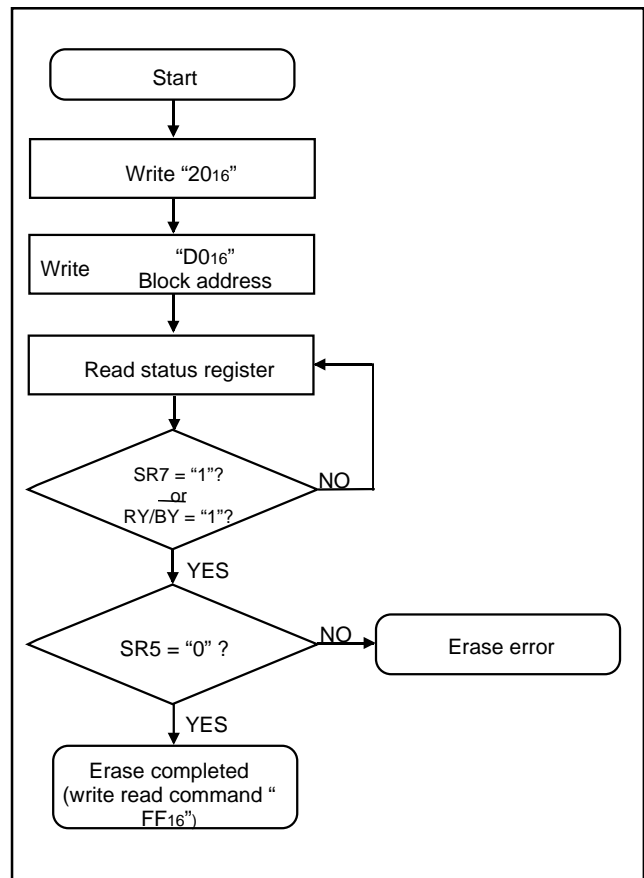 Start
Write “2016”
“D016”
Write
Block address
Read status register
SR7 = “1”?
or
RY/BY = “1”?
NO
YES
SR5 = “0” ?
NO
Erase error
YES
Erase completed
(write read command “
FF16”)